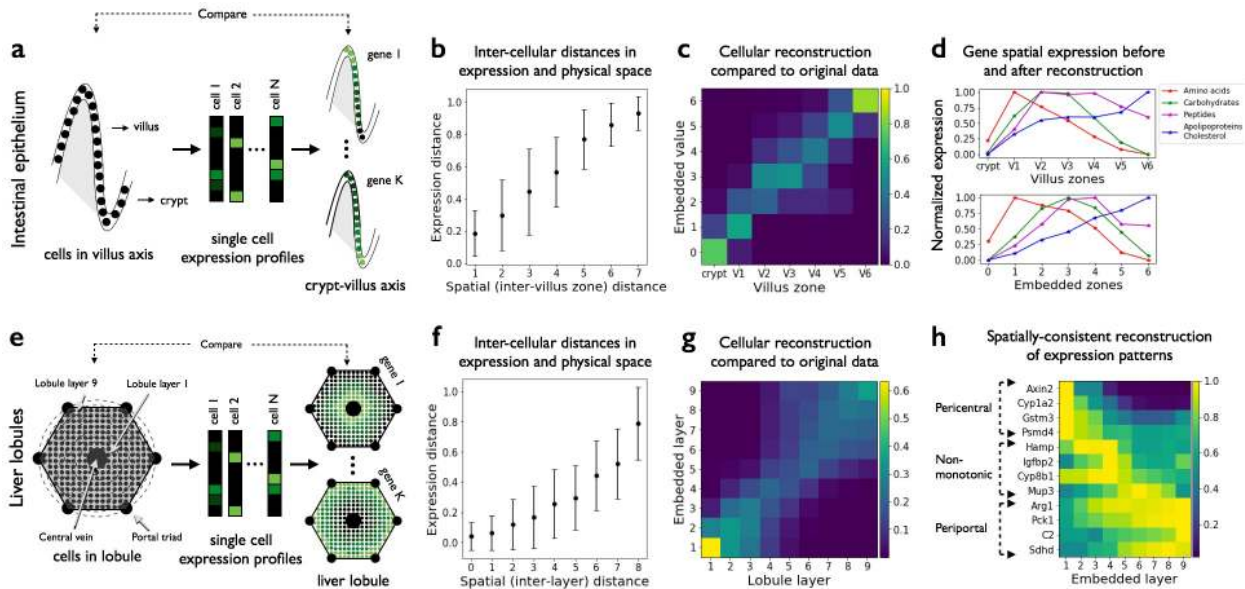 Compare
a
Intestinal epithelium
villus
crypt
cells in villus axis
cell 1
cell 2
cell N
single cell
expression profiles
gene 1
gene K
crypt-villus axis
b
Inter-cellular distances in
expression and physical space
Expression distance
1.0
0.8
0.6
0.4
0.2
0.0
1 2 3 4 5 6 7
Spatial (inter-villus zone) distance
c
Cellular reconstruction
compared to original data
Embedded value
6
5
4
3
2
1
0
crypt V1 V2 V3 V4 V5 V6
Villus zone
1.0
0.8
0.6
0.4
0.2
0.0
d
Gene spatial expression before
and after reconstruction
Normalized expression
1.00
0.75
0.50
0.25
0.00
crypt V1 V2 V3 V4 V5 V6
Villus zones
1.00
0.75
0.50
0.25
0.00
0 1 2 3 4 5 6
Embedded zones
Amino acids
Carbohydrates
Peptides
Apolipoproteins
Cholesterol
e
Compare
Liver lobules
Lobule layer 9
Lobule layer 1
Central vein
Portal triad
cells in lobule
cell 1
cell 2
cell N
single cell
expression profiles
gene 1
gene K
liver lobule
f
Inter-cellular distances in
expression and physical space
Expression distance
1.0
0.8
0.6
0.4
0.2
0.0
0 1 2 3 4 5 6 7 8
Spatial (inter-layer) distance
g
Cellular reconstruction
compared to original data
Embedded layer
9
8
7
6
5
4
3
2
1
1 2 3 4 5 6 7 8 9
Lobule layer
0.6
0.5
0.4
0.3
0.2
0.1
h
Spatially-consistent reconstruction
of expression patterns
Pericentral
Non-
monotonic
Periportal
Axin2
Cyp1a2
Gstm3
Psmd4
Hamp
Igfbp2
Cyp8b1
Mup3
Arg1
Pck1
C2
Sdhd
1 2 3 4 5 6 7 8 9
Embedded layer
1.0
0.8
0.6
0.4
0.2